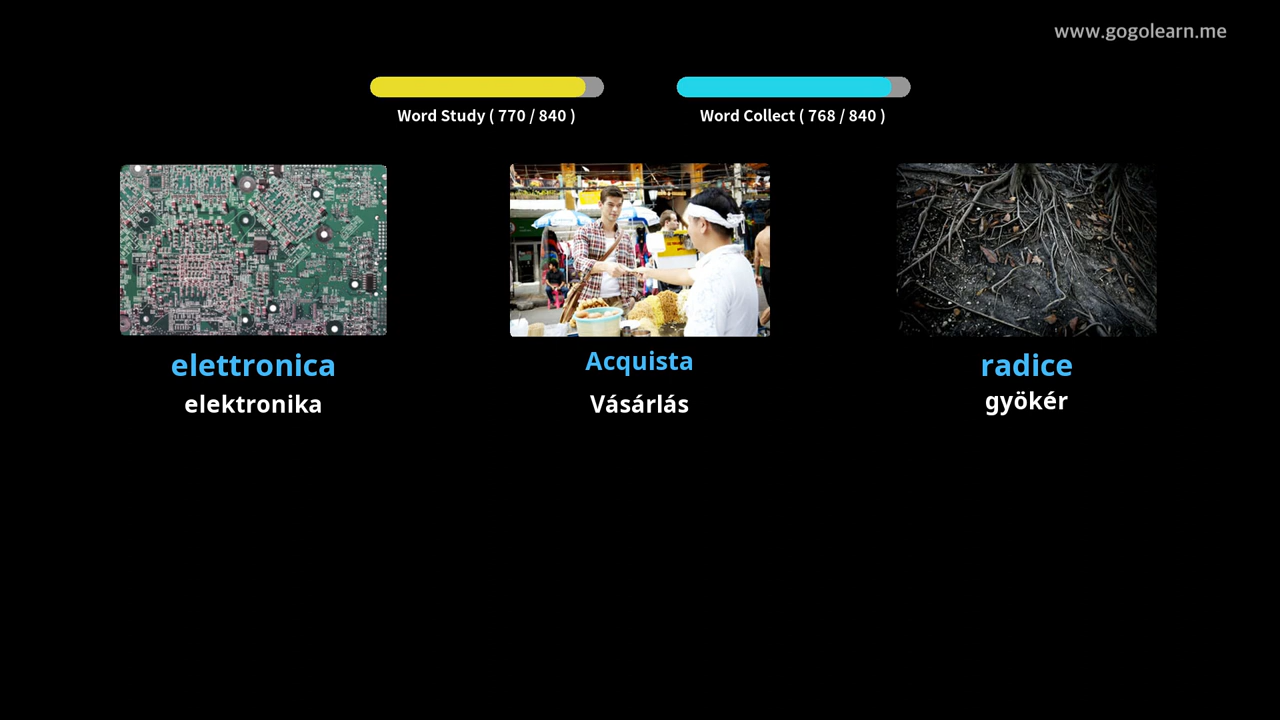 www.gogolearn.me
Word Study ( 770 / 840 )
Word Collect ( 768 / 840 )
elettronica
elektronika
Acquista
Vásárlás
radice
gyökér